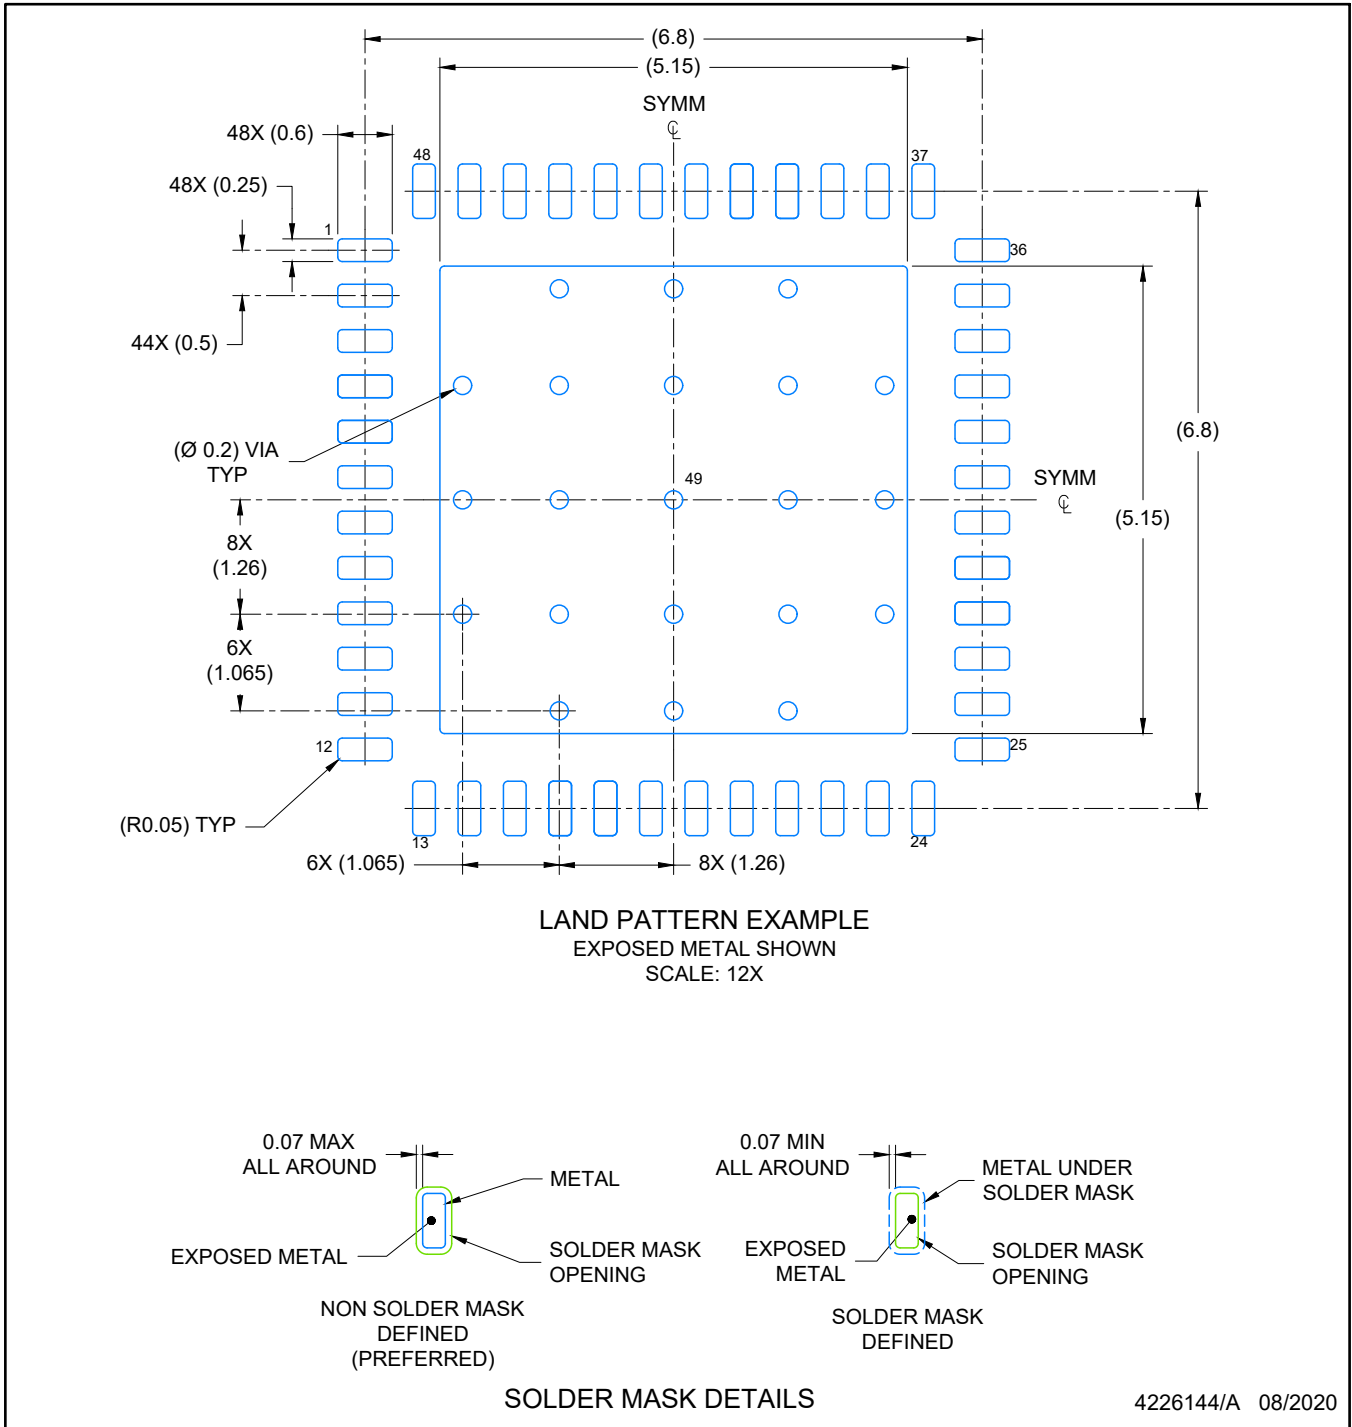 (6.8)
(5.15)
SYMM
℄
48X (0.6)
48X (0.25)
48
37
1
36
44X (0.5)
(Ø 0.2) VIA
TYP
49
(6.8)
SYMM
℄
(5.15)
8X
(1.26)
6X
(1.065)
12
25
(R0.05) TYP
13
24
6X (1.065)
8X (1.26)
LAND PATTERN EXAMPLE
EXPOSED METAL SHOWN
SCALE: 12X
0.07 MAX
ALL AROUND
METAL
EXPOSED METAL
SOLDER MASK
OPENING
NON SOLDER MASK
DEFINED
(PREFERRED)
0.07 MIN
ALL AROUND
METAL UNDER
SOLDER MASK
EXPOSED
METAL
SOLDER MASK
OPENING
SOLDER MASK
DEFINED
SOLDER MASK DETAILS
4226144/A 08/2020